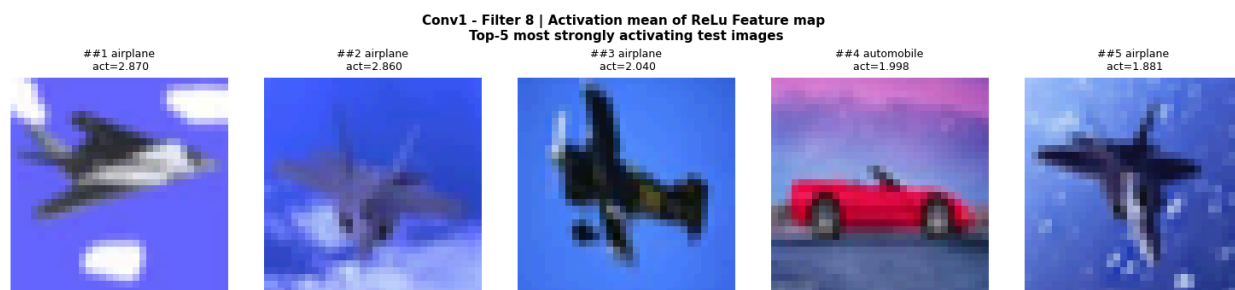 Conv1 - Filter 8 | Activation mean of ReLu Feature map
Top-5 most strongly activating test images
##1 airplane
act=2.870
##2 airplane
act=2.860
##3 airplane
act=2.040
##4 automobile
act=1.998
##5 airplane
act=1.881